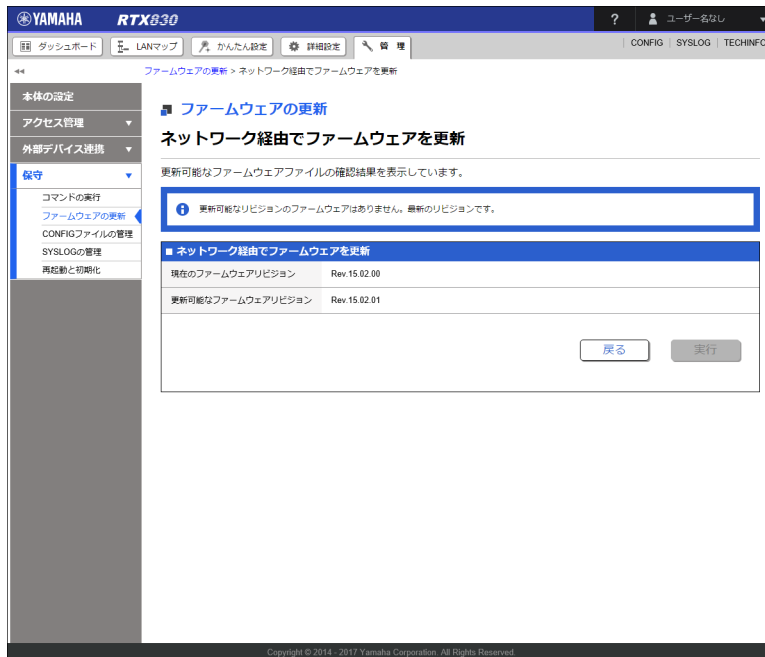 YAMAHA RTX830 ? ユーザー名なし
ダッシュボード LANマップ かんたん設定 詳細設定 管理 CONFIG SYSLOG TECHINFO
ファームウェアの更新 > ネットワーク経由でファームウェアを更新
本体の設定
アクセス管理
外部デバイス連携
保守
コマンドの実行
ファームウェアの更新
CONFIGファイルの管理
SYSLOGの管理
再起動と初期化
ファームウェアの更新
ネットワーク経由でファームウェアを更新
更新可能なファームウェアファイルの確認結果を表示しています。
更新可能なリビジョンのファームウェアはありません。最新のリビジョンです。
ネットワーク経由でファームウェアを更新
現在のファームウェアリビジョン Rev.15.02.00
更新可能なファームウェアリビジョン Rev.15.02.01
戻る 実行
Copyright © 2014 - 2017 Yamaha Corporation. All Rights Reserved.